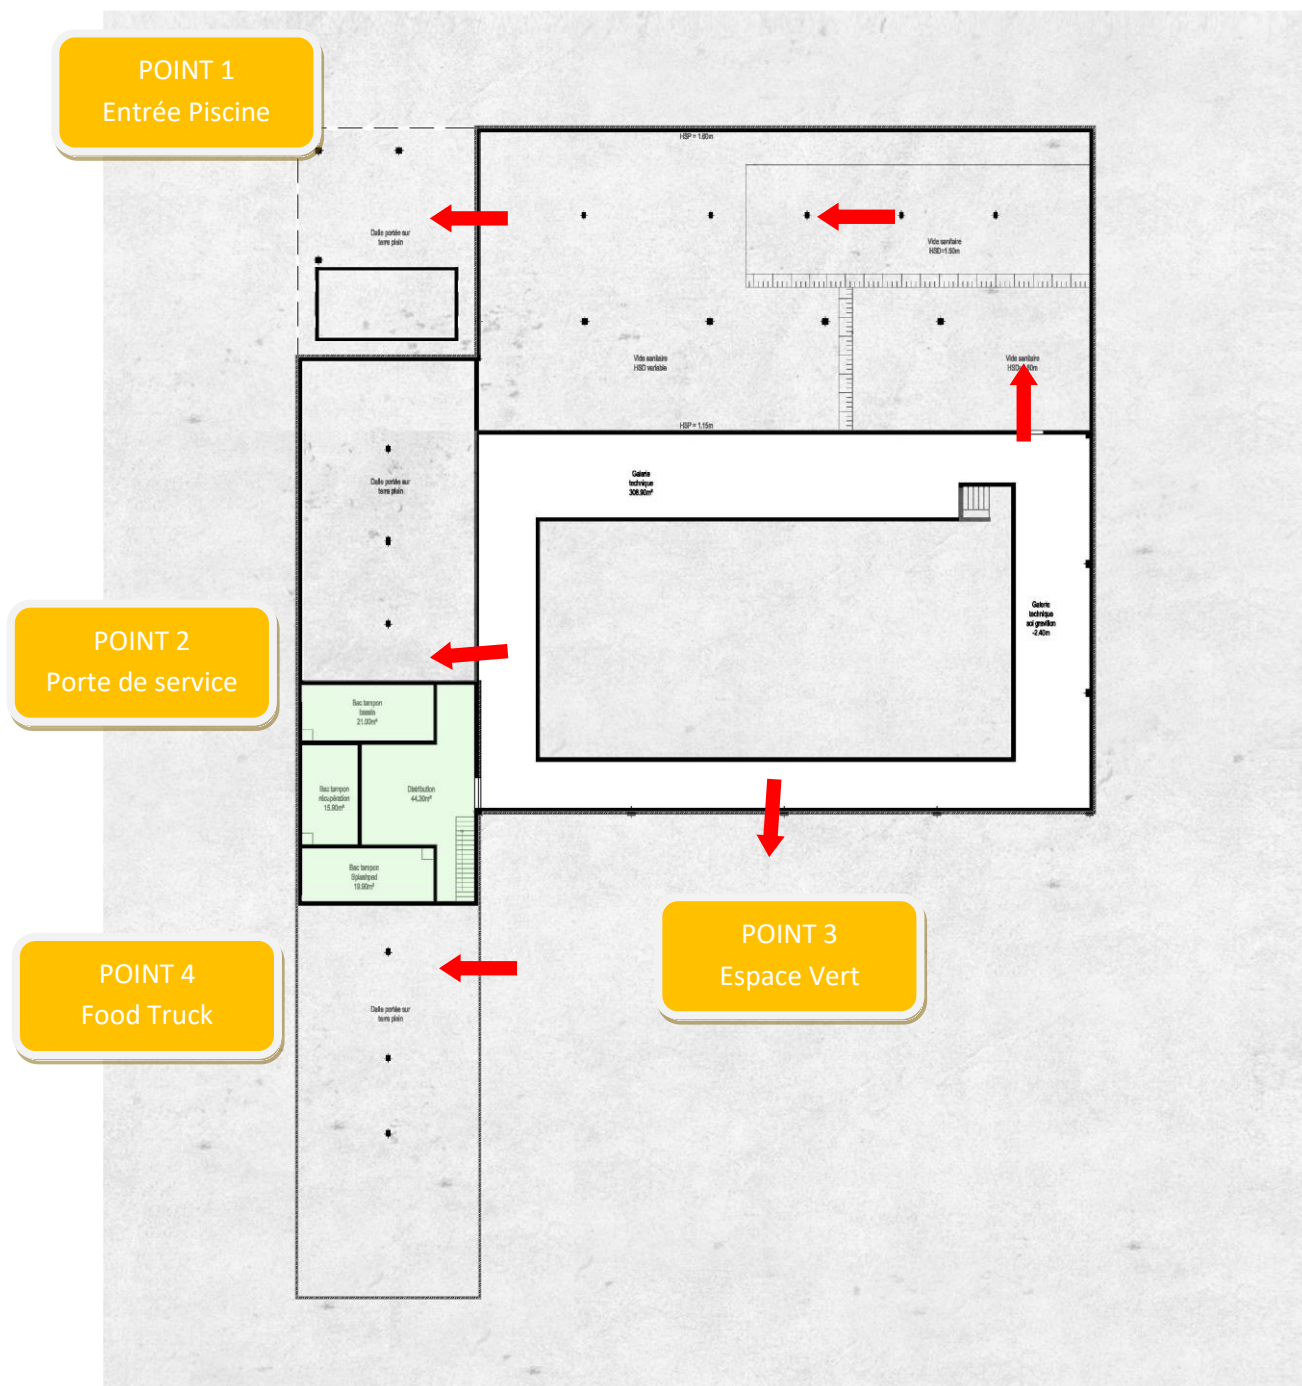 POINT 1
Entrée Piscine
HSP = 1.60m
Dalle portée sur
terre plein
Vide sanitaire
HSD=1.50m
Vide sanitaire
HSD variable
Vide sanitaire
HSP = 1.15m
Galerie
technique
308.90m²
Dalle portée sur
terre plein
Galerie
technique
sol gravillon
-2.40m
POINT 2
Porte de service
Bac tampon
bassin
21.00m²
Bau tampon
récupération
15.90m²
Distribution
44.30m²
Bac tampon
Splashpad
19.90m²
POINT 3
Espace Vert
POINT 4
Food Truck
Dalle portée sur
terre plein